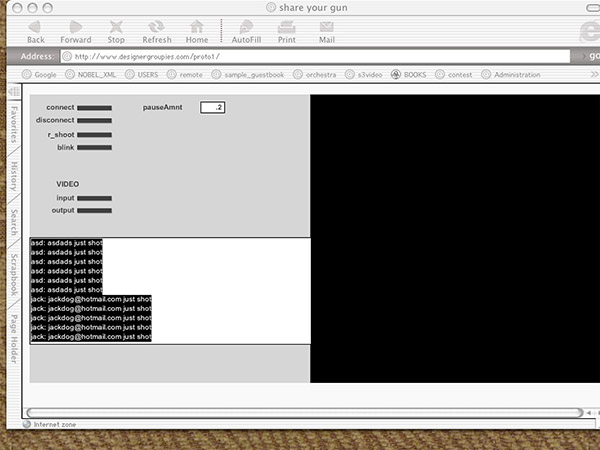 share your gun
Back Forward Stop Refresh Home AutoFill Print Mail
Address: http://www.designergroupies.com/proto1/ go
Google NOBEL_XML USERS remote sample_guestbook orchestra s3video BOOKS contest Administration
Favorites
History
Search
Scrapbook
Page Holder
connect
disconnect
r_shoot
blink
pauseAmnt .2
VIDEO
input
output
asd: asdads just shot
asd: asdads just shot
asd: asdads just shot
asd: asdads just shot
asd: asdads just shot
asd: asdads just shot
jack: jackdog@hotmail.com just shot
jack: jackdog@hotmail.com just shot
jack: jackdog@hotmail.com just shot
jack: jackdog@hotmail.com just shot
jack: jackdog@hotmail.com just shot
Internet zone